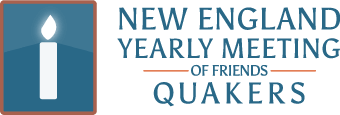 NEW ENGLAND
YEARLY MEETING
OF FRIENDS
QUAKERS